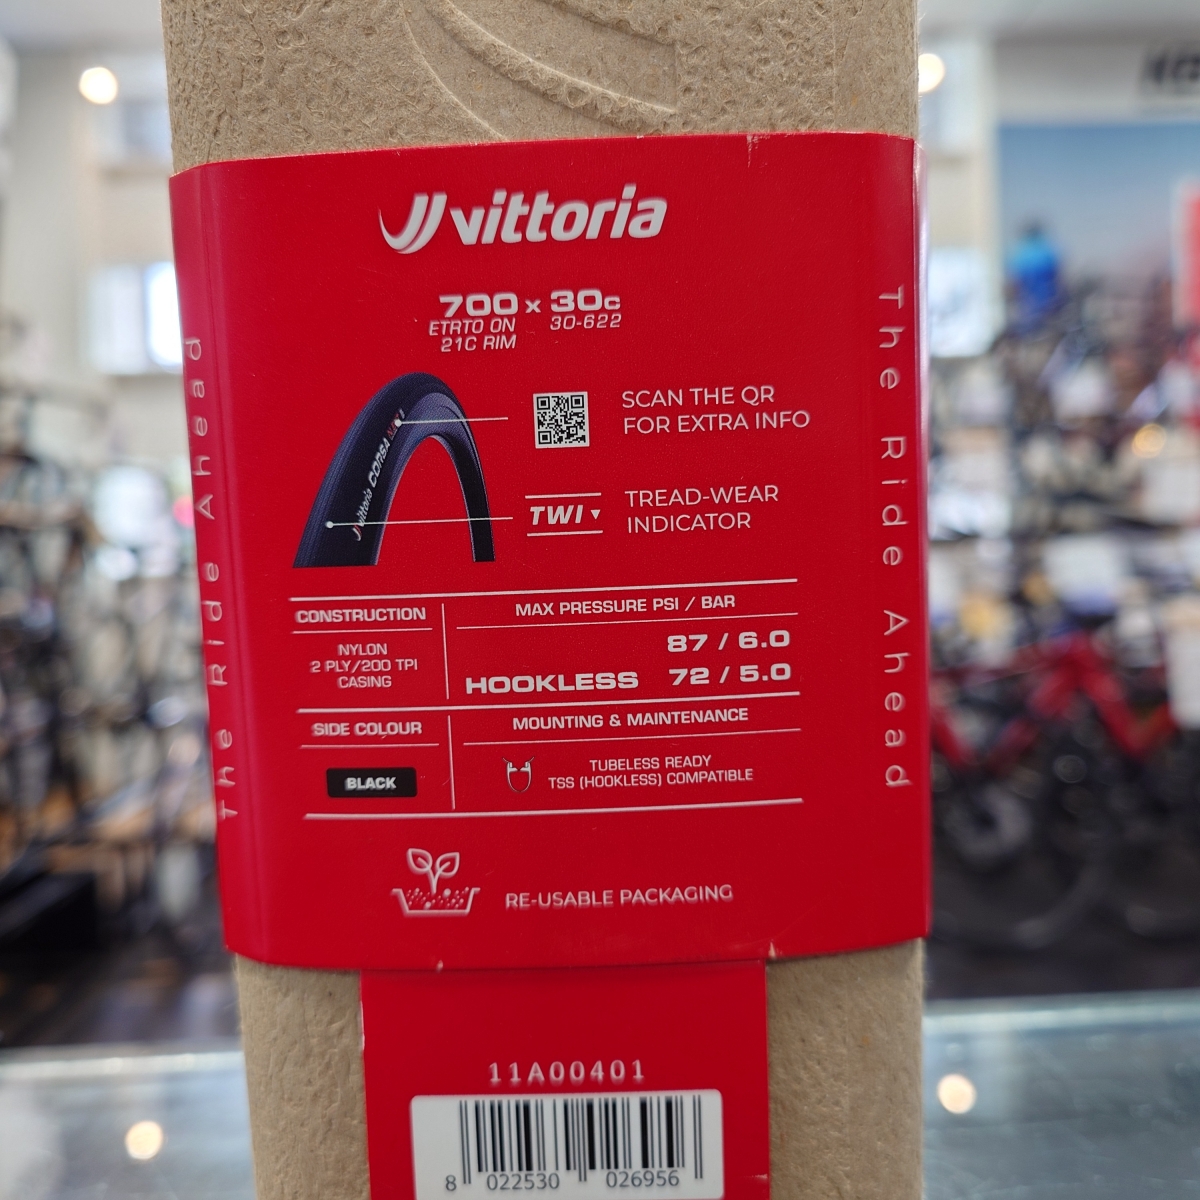 vittoria
700 x 30c
ETRTO ON 30-622
21C RIM
SCAN THE QR
FOR EXTRA INFO
vittoria CORSA
TWI
TREAD-WEAR
INDICATOR
CONSTRUCTION
NYLON
2 PLY/200 TPI
CASING
MAX PRESSURE PSI / BAR
87 / 6.0
HOOKLESS 72 / 5.0
SIDE COLOUR
BLACK
MOUNTING & MAINTENANCE
TUBELESS READY
TSS (HOOKLESS) COMPATIBLE
RE-USABLE PACKAGING
The Ride Ahead
The Ride Ahead
11A00401
8 022530 026956